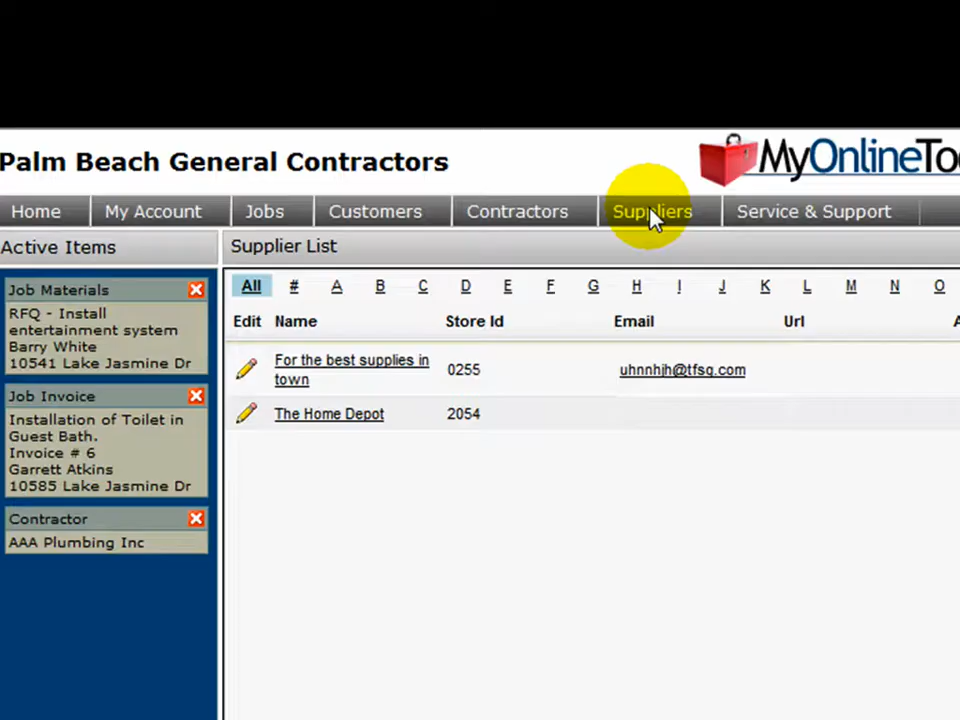 Palm Beach General Contractors
MyOnlineToo
Home My Account Jobs Customers Contractors Suppliers Service & Support
Active Items
Supplier List
Job Materials
RFQ - Install
entertainment system
Barry White
10541 Lake Jasmine Dr
Job Invoice
Installation of Toilet in
Guest Bath.
Invoice # 6
Garrett Atkins
10585 Lake Jasmine Dr
Contractor
AAA Plumbing Inc
All # A B C D E F G H I J K L M N O
Edit Name Store Id Email Url A
For the best supplies in
town
0255 uhnnhjh@tfsq.com
The Home Depot 2054